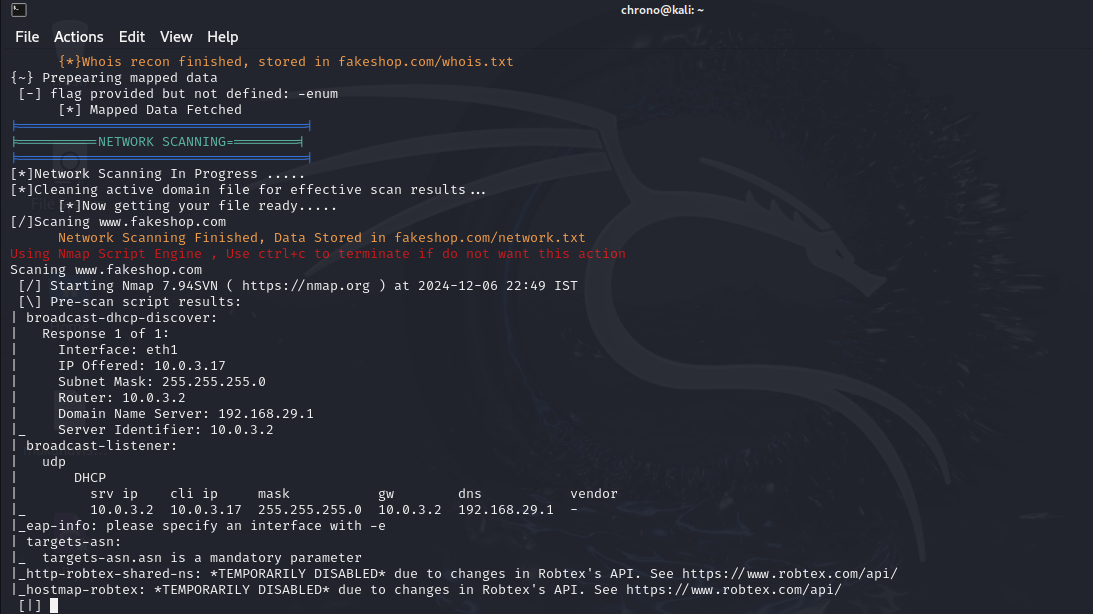 chrono@kali: ~
File Actions Edit View Help
{*}Whois recon finished, stored in fakeshop.com/whois.txt
{~} Prepearing mapped data
[-] flag provided but not defined: -enum
[*] Mapped Data Fetched
NETWORK SCANNING=
[*]Network Scanning In Progress .....
[*]Cleaning active domain file for effective scan results...
[*]Now getting your file ready.....
[/]Scaning www.fakeshop.com
Network Scanning Finished, Data Stored in fakeshop.com/network.txt
Using Nmap Script Engine , Use ctrl+c to terminate if do not want this action
Scaning www.fakeshop.com
[/] Starting Nmap 7.94SVN ( https://nmap.org ) at 2024-12-06 22:49 IST
[\] Pre-scan script results:
| broadcast-dhcp-discover:
|   Response 1 of 1:
|     Interface: eth1
|     IP Offered: 10.0.3.17
|     Subnet Mask: 255.255.255.0
|     Router: 10.0.3.2
|     Domain Name Server: 192.168.29.1
|_    Server Identifier: 10.0.3.2
| broadcast-listener:
|   udp
|       DHCP
|         srv ip    cli ip     mask           gw        dns           vendor
|_        10.0.3.2  10.0.3.17  255.255.255.0  10.0.3.2  192.168.29.1  -
|_eap-info: please specify an interface with -e
| targets-asn:
|_  targets-asn.asn is a mandatory parameter
|_http-robtex-shared-ns: *TEMPORARILY DISABLED* due to changes in Robtex's API. See https://www.robtex.com/api/
|_hostmap-robtex: *TEMPORARILY DISABLED* due to changes in Robtex's API. See https://www.robtex.com/api/
[|]